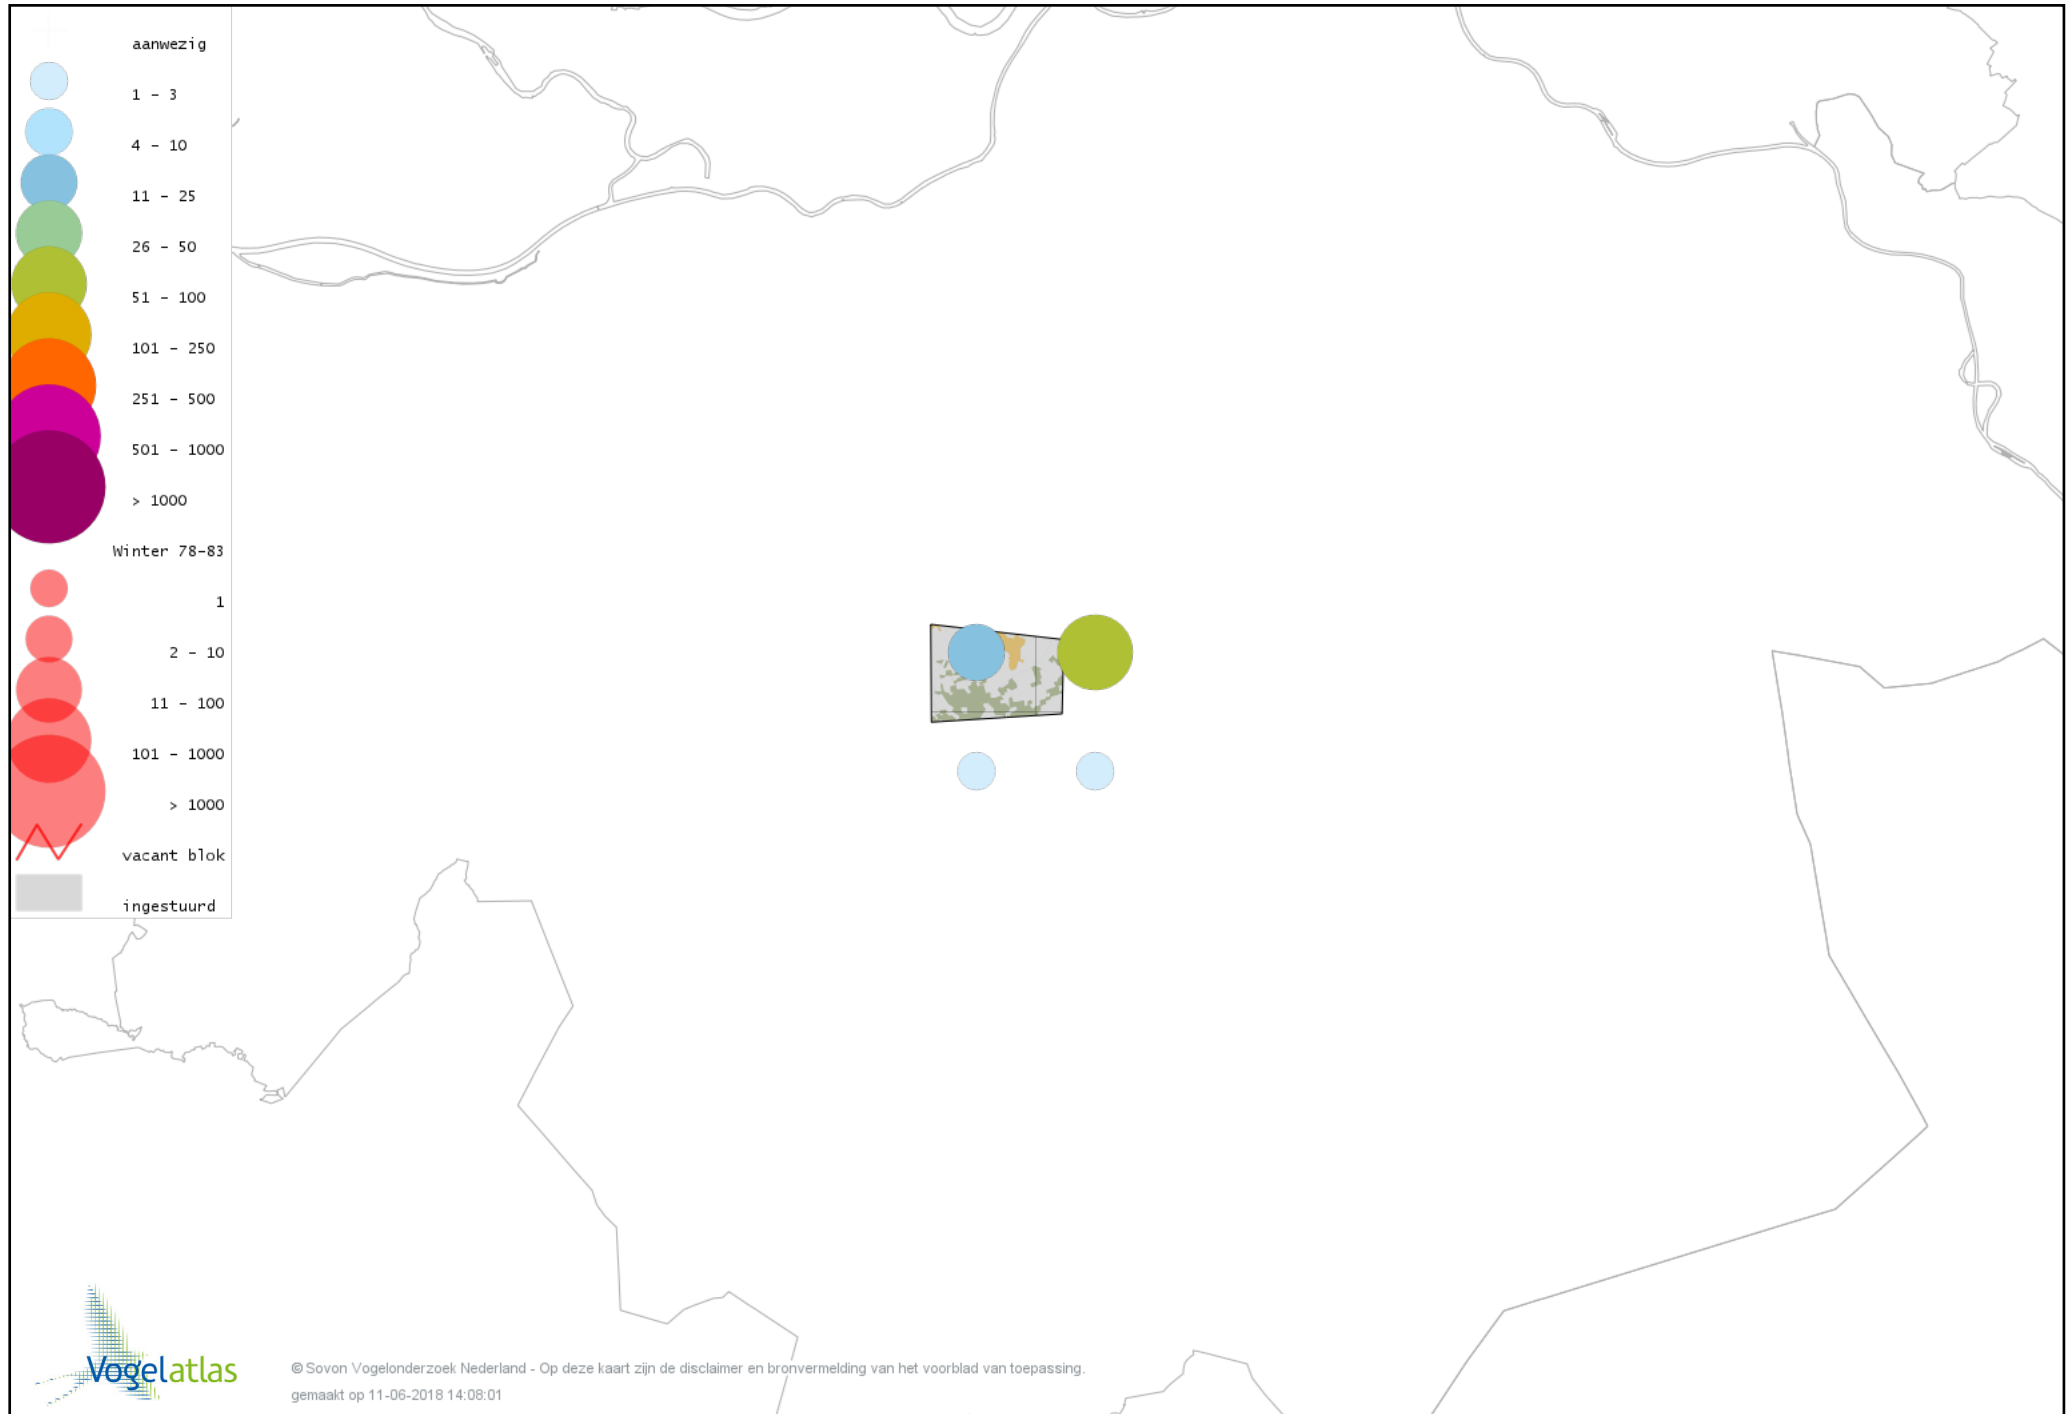 aanwezig
1 - 3
4 - 10
11 - 25
26 - 50
51 - 100
101 - 250
251 - 500
501 - 1000
> 1000
Winter 78-83
1
2 - 10
11 - 100
101 - 1000
> 1000
vacant blok
ingestuurd
Vogelatlas
© Sovon Vogelonderzoek Nederland - Op deze kaart zijn de disclaimer en bronvermelding van het voorblad van toepassing.
gemaakt op 11-06-2018 14:08:01